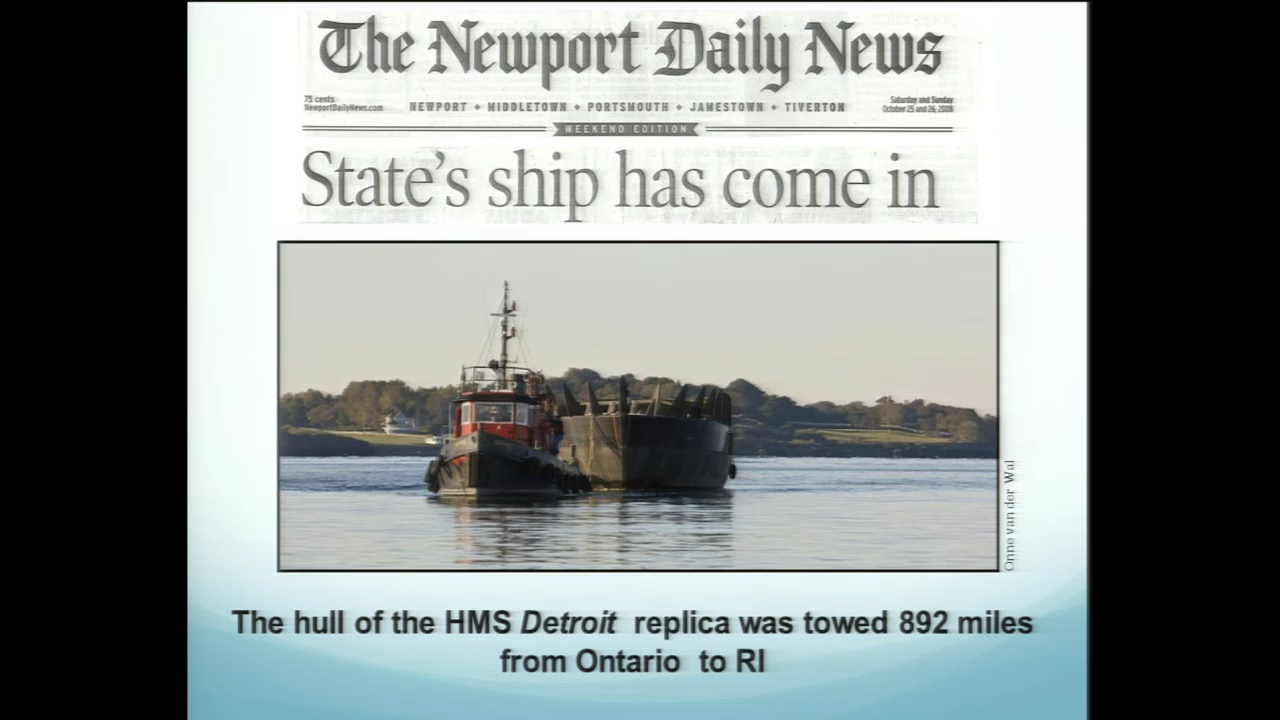 The Newport Daily News
75 cents
NewportDailyNews.com
NEWPORT • MIDDLETOWN • PORTSMOUTH • JAMESTOWN • TIVERTON
Saturday and Sunday
October 25 and 26, 2008
WEEKEND EDITION
State's ship has come in
Onne van der Wal
The hull of the HMS Detroit replica was towed 892 miles
from Ontario to RI